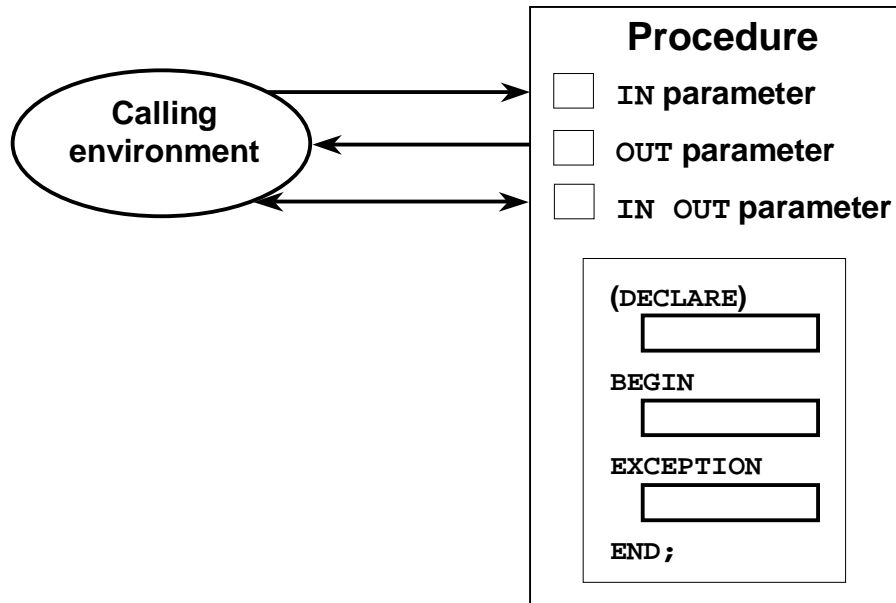 Procedure
Calling
environment
IN parameter
OUT parameter
IN OUT parameter
(DECLARE)
BEGIN
EXCEPTION
END;